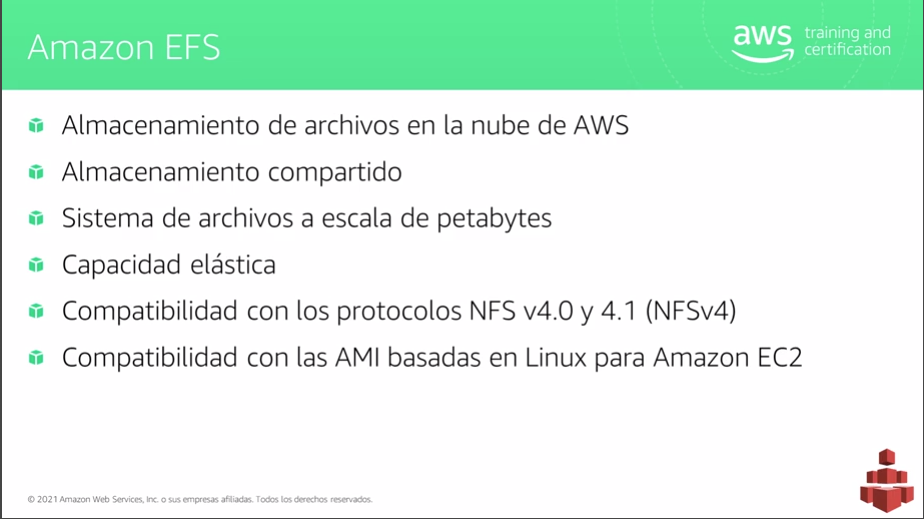 Amazon EFS
aws training and
certification
Almacenamiento de archivos en la nube de AWS
Almacenamiento compartido
Sistema de archivos a escala de petabytes
Capacidad elástica
Compatibilidad con los protocolos NFS v4.0 y 4.1 (NFSv4)
Compatibilidad con las AMI basadas en Linux para Amazon EC2
© 2021 Amazon Web Services, Inc. o sus empresas afiliadas. Todos los derechos reservados.